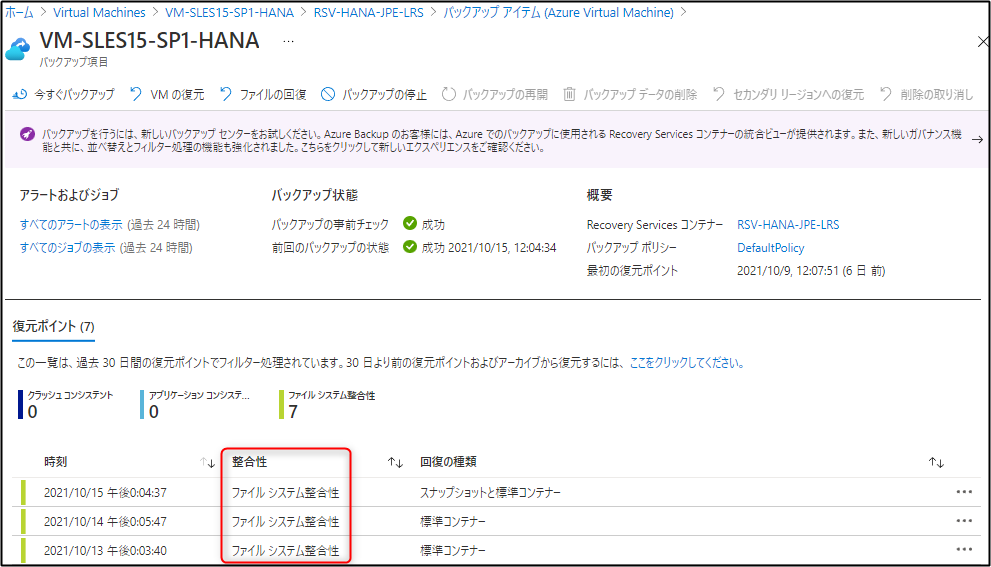 ホーム > Virtual Machines > VM-SLES15-SP1-HANA > RSV-HANA-JPE-LRS > バックアップ アイテム (Azure Virtual Machine) >
VM-SLES15-SP1-HANA ...
バックアップ項目
今すぐバックアップ VM の復元 ファイルの回復 バックアップの停止 バックアップの再開 バックアップ データの削除 セカンダリ リージョンへの復元 削除の取り消し
バックアップを行うには、新しいバックアップ センターをお試しください。Azure Backup のお客様には、Azure でのバックアップに使用される Recovery Services コンテナーの統合ビューが提供されます。また、新しいガバナンス機
能と共に、並べ替えとフィルター処理の機能も強化されました。こちらをクリックして新しいエクスペリエンスをご確認ください。
アラートおよびジョブ バックアップ状態 概要
すべてのアラートの表示 (過去 24 時間) バックアップの事前チェック 成功 Recovery Services コンテナー RSV-HANA-JPE-LRS
すべてのジョブの表示 (過去 24 時間) 前回のバックアップの状態 成功 2021/10/15, 12:04:34 バックアップ ポリシー DefaultPolicy
最初の復元ポイント 2021/10/9, 12:07:51 (6 日 前)
復元ポイント (7)
この一覧は、過去 30 日間の復元ポイントでフィルター処理されています。30 日より前の復元ポイントおよびアーカイブから復元するには、ここをクリックしてください。
クラッシュ コンシステント アプリケーション コンシステ... ファイル システム整合性
0 0 7
時刻 整合性 回復の種類
2021/10/15 午後0:04:37 ファイル システム整合性 スナップショットと標準コンテナー
2021/10/14 午後0:05:47 ファイル システム整合性 標準コンテナー
2021/10/13 午後0:03:40 ファイル システム整合性 標準コンテナー